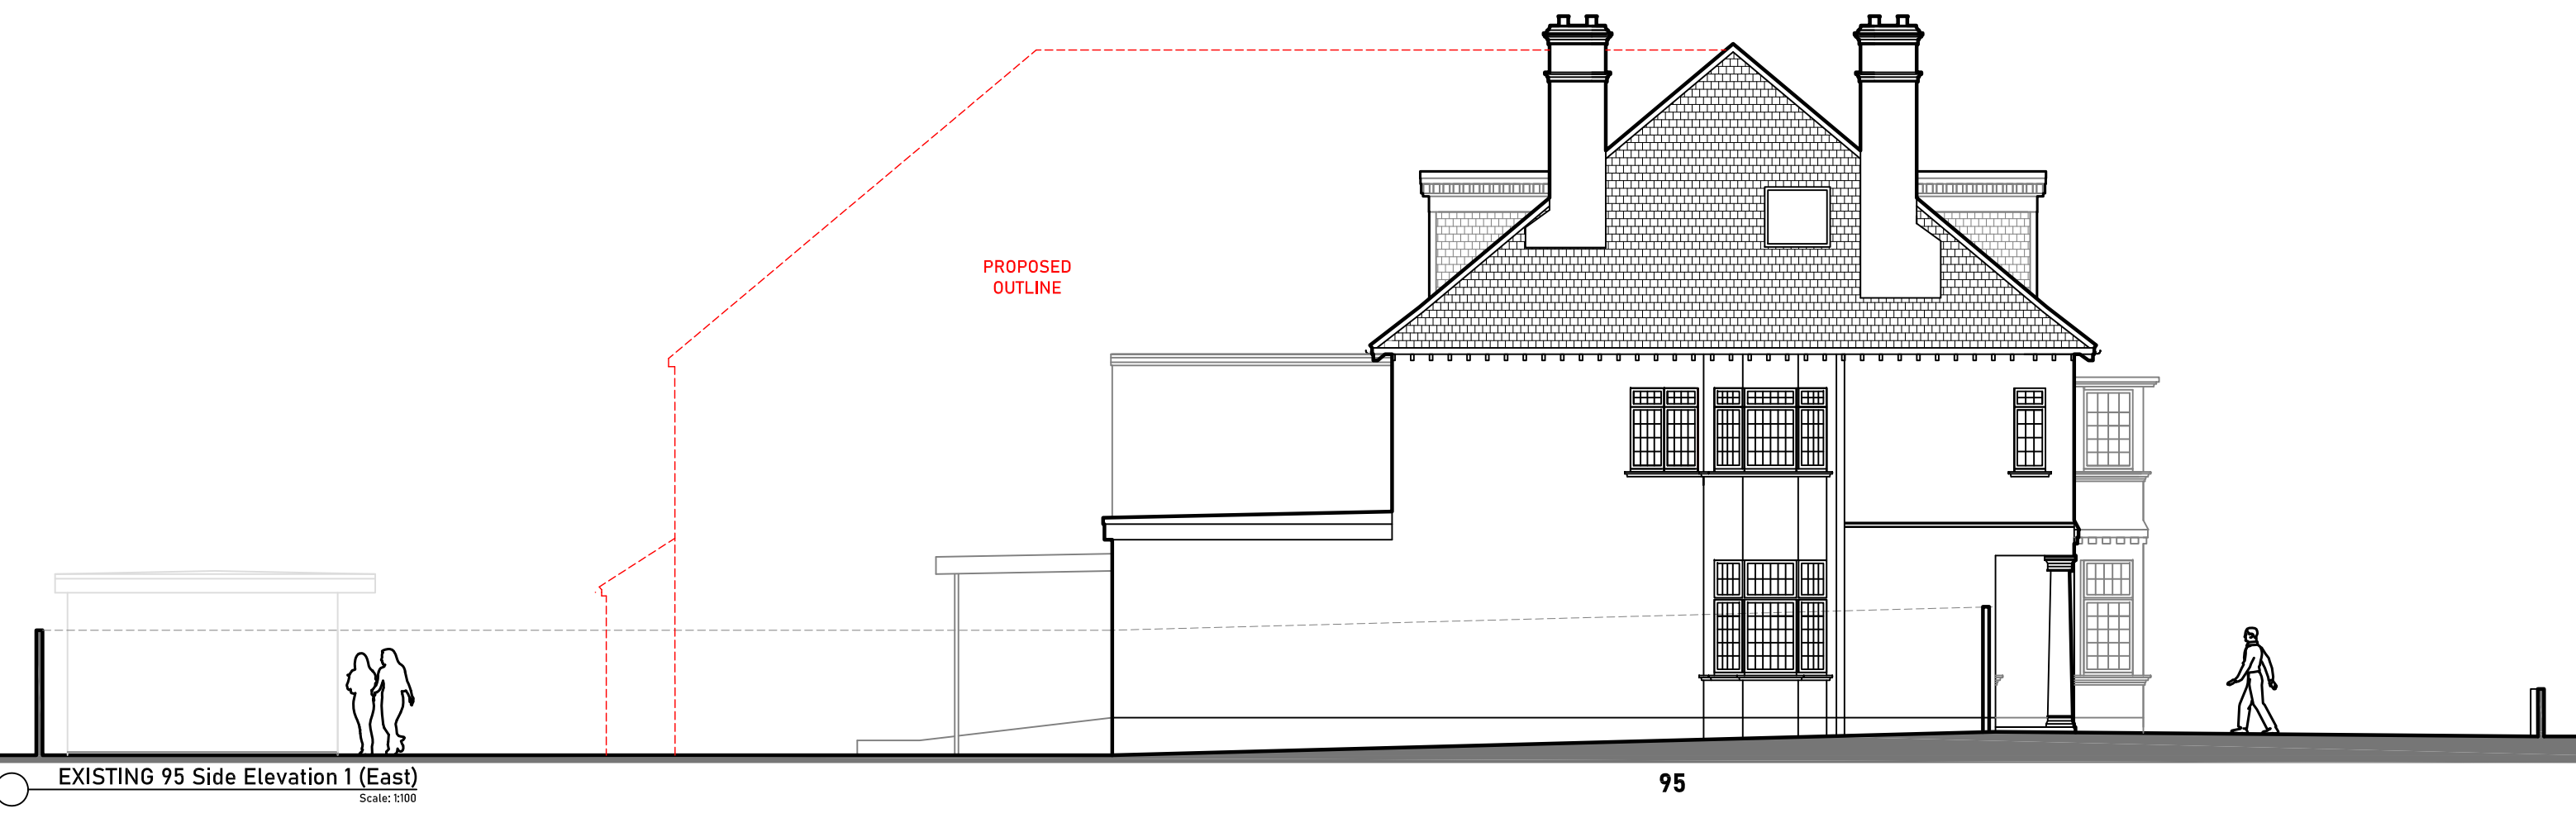 PROPOSED
OUTLINE
EXISTING 95 Side Elevation 1 (East)
Scale: 1:100
95